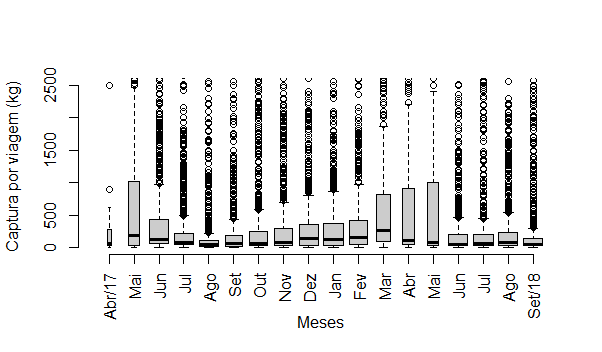 Captura por viagem (kg)
2500
1500
500
0
Abr/17
Mai
Jun
Jul
Ago
Set
Out
Nov
Dez
Jan
Fev
Mar
Abr
Mai
Jun
Jul
Ago
Set/18
Meses